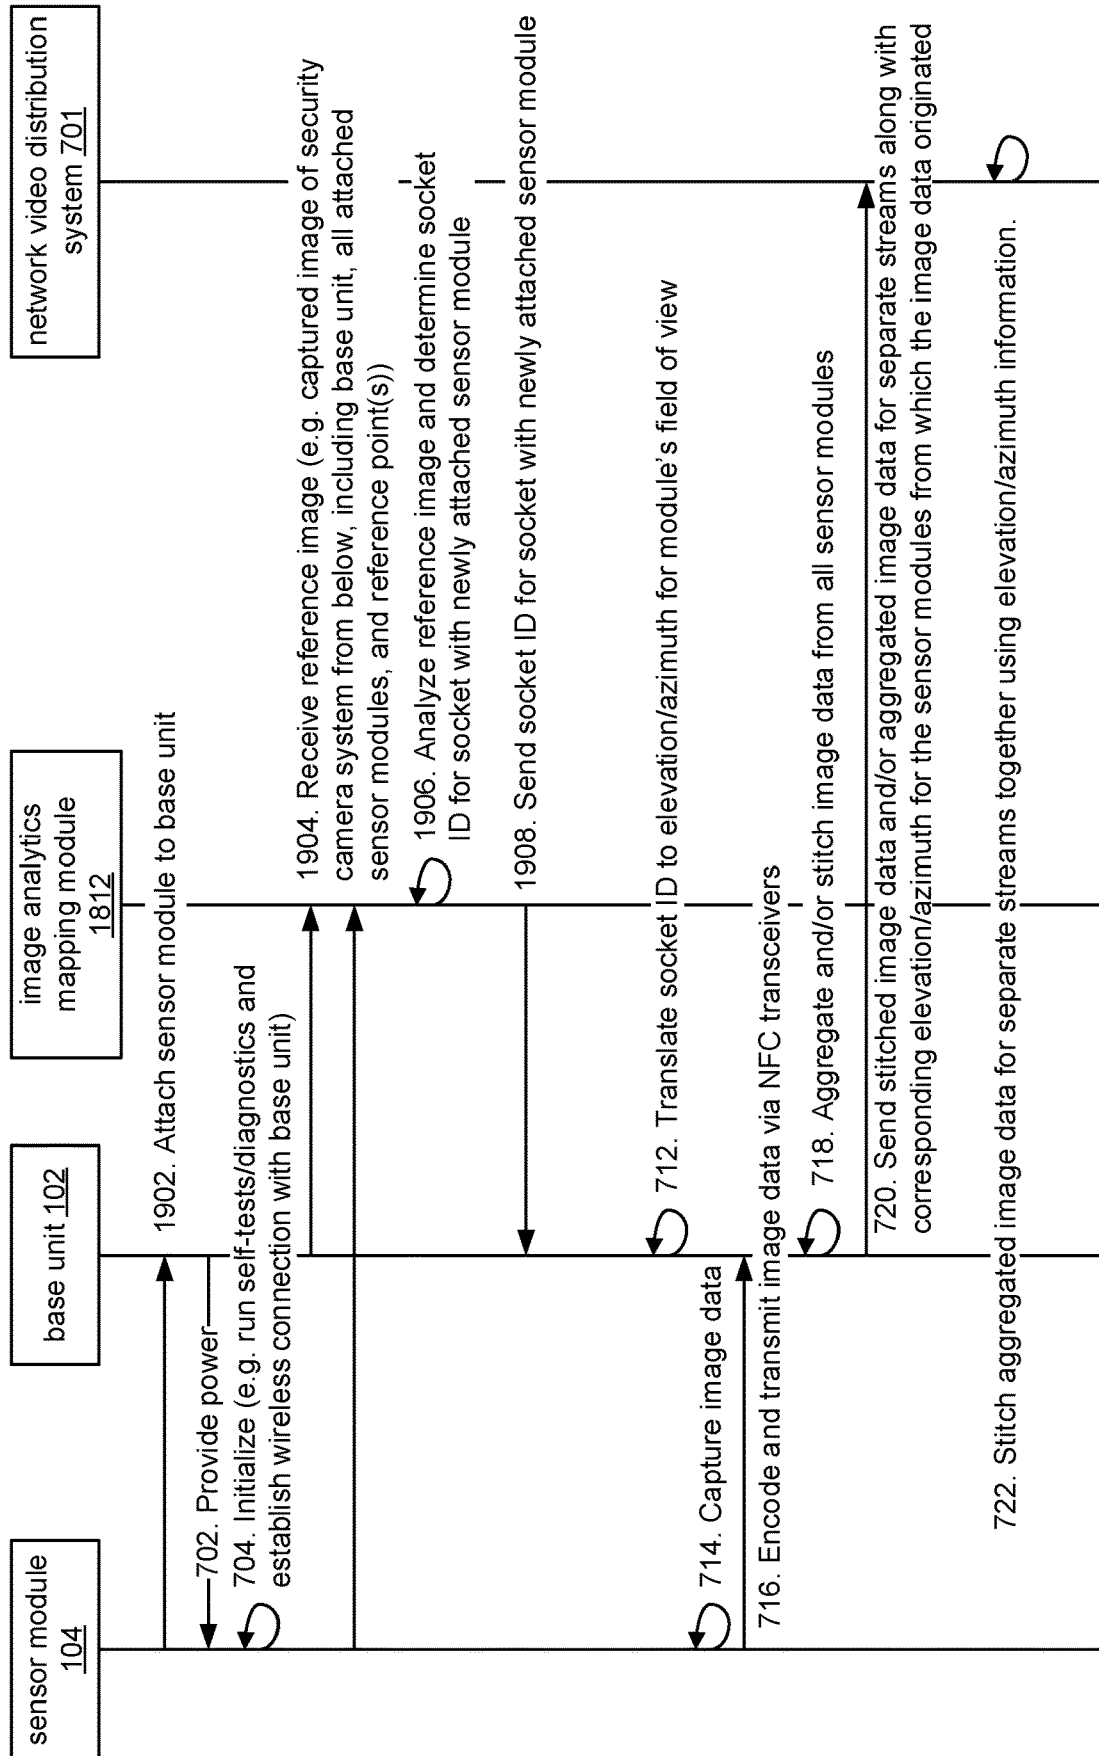 sensor module
104
base unit 102
image analytics
mapping module
1812
network video distribution
system 701
1902. Attach sensor module to base unit
702. Provide power
704. Initialize (e.g. run self-tests/diagnostics and
establish wireless connection with base unit)
1904. Receive reference image (e.g. captured image of security
camera system from below, including base unit, all attached
sensor modules, and reference point(s))
1906. Analyze reference image and determine socket
ID for socket with newly attached sensor module
1908. Send socket ID for socket with newly attached sensor module
712. Translate socket ID to elevation/azimuth for module's field of view
714. Capture image data
716. Encode and transmit image data via NFC transceivers
718. Aggregate and/or stitch image data from all sensor modules
720. Send stitched image data and/or aggregated image data for separate streams along with
corresponding elevation/azimuth for the sensor modules from which the image data originated
722. Stitch aggregated image data for separate streams together using elevation/azimuth information.